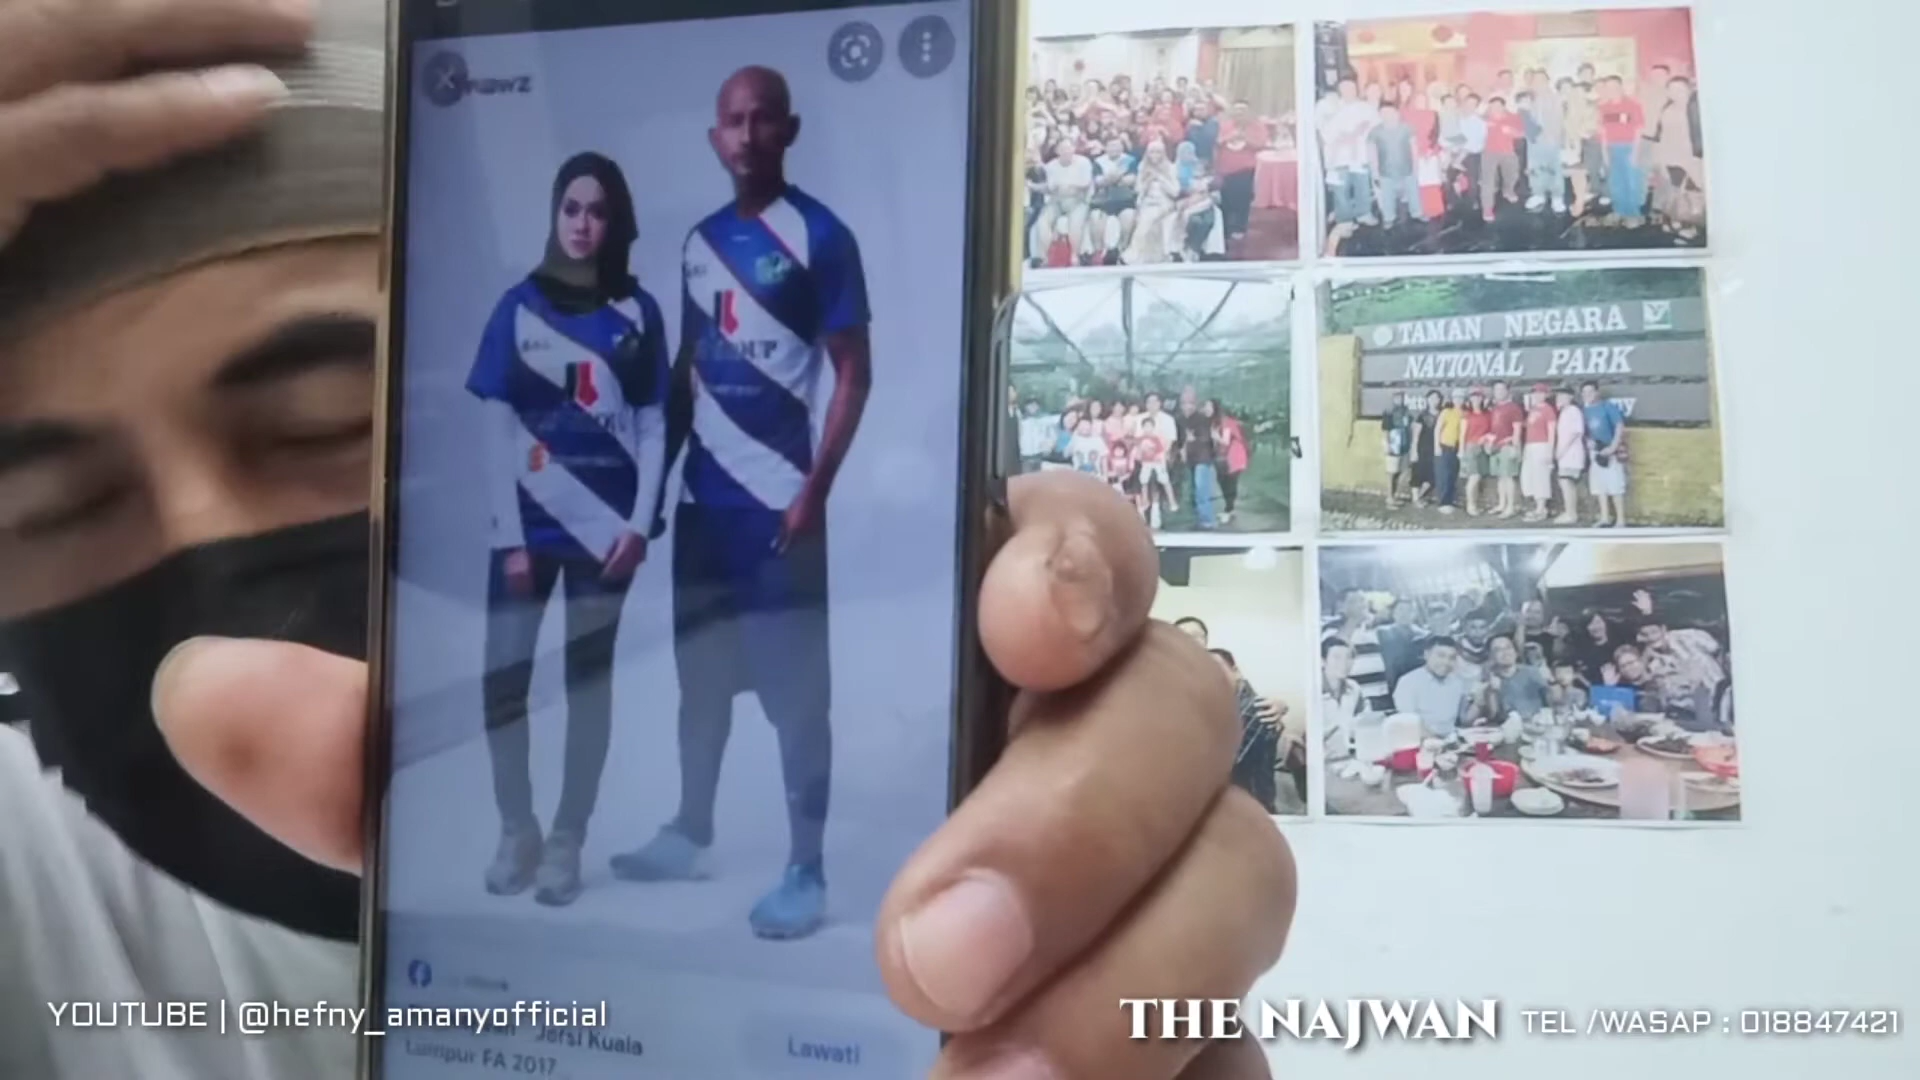 TAMAN NEGARA
NATIONAL PARK
Jersi Kuala
Lumpur FA 2017
Lawati
YOUTUBE | @hefny_amanyofficial
THE NAJWAN
TEL /WASAP : 018847421